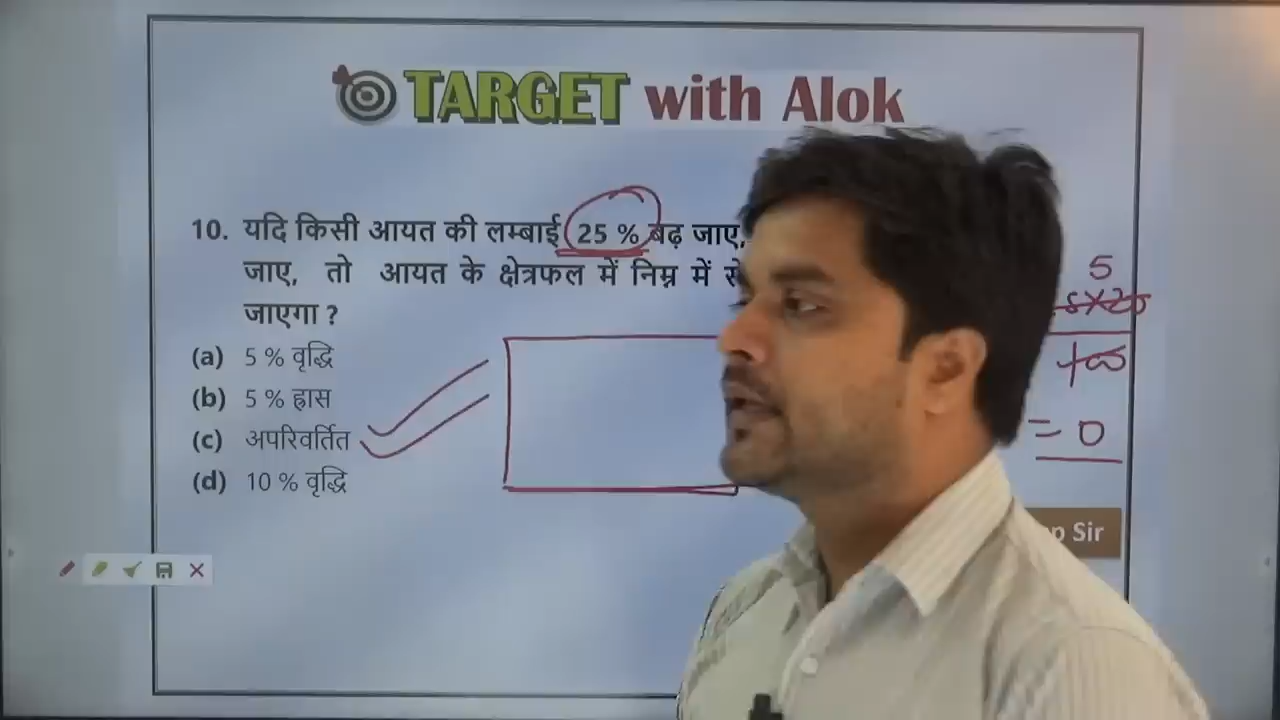 TARGET with Alok
10. यदि किसी आयत की लम्बाई 25 % बढ़ जाए,
जाए, तो आयत के क्षेत्रफल में निम्न में से
जाएगा ?
(a) 5 % वृद्धि
(b) 5 % ह्रास
(c) अपरिवर्तित
(d) 10 % वृद्धि
5
100
= 0
Sir